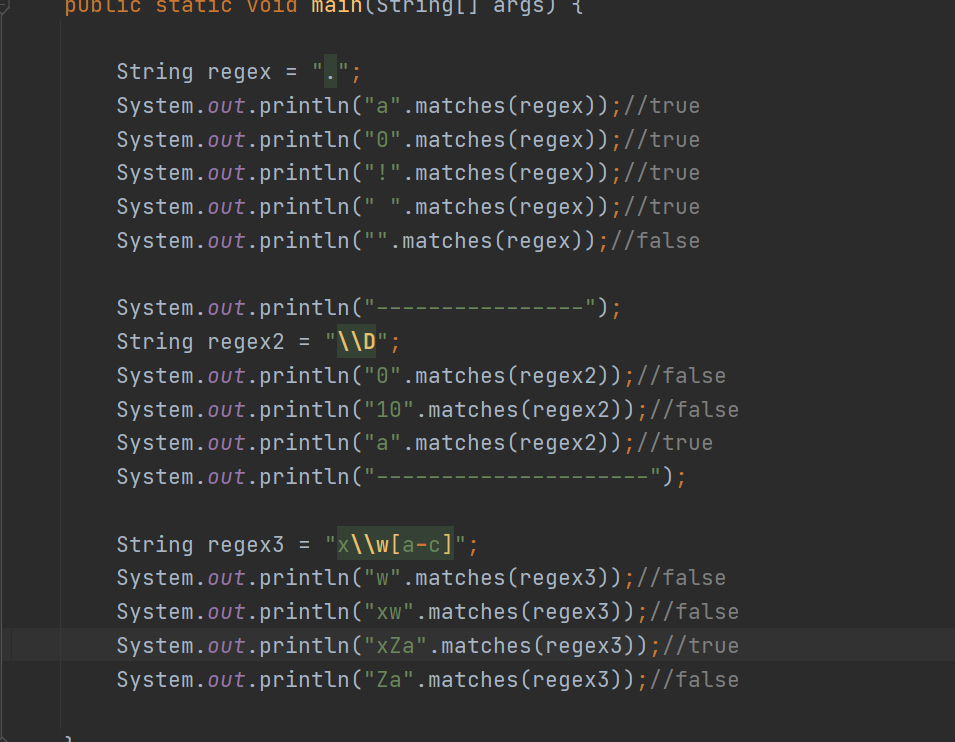 public static void main(String[] args) {
String regex = ".";
System.out.println("a".matches(regex));//true
System.out.println("0".matches(regex));//true
System.out.println("!".matches(regex));//true
System.out.println(" ".matches(regex));//true
System.out.println("".matches(regex));//false
System.out.println("----------------");
String regex2 = "\\D";
System.out.println("0".matches(regex2));//false
System.out.println("10".matches(regex2));//false
System.out.println("a".matches(regex2));//true
System.out.println("---------------------");
String regex3 = "x\\w[a-c]";
System.out.println("w".matches(regex3));//false
System.out.println("xw".matches(regex3));//false
System.out.println("xZa".matches(regex3));//true
System.out.println("Za".matches(regex3));//false
}